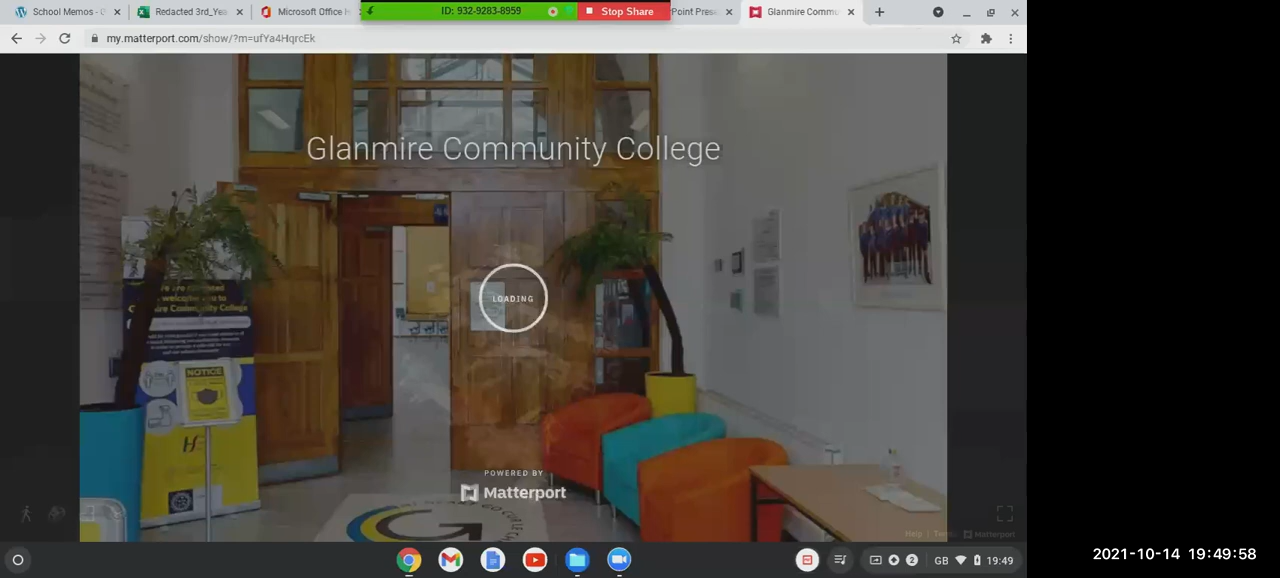 School Memos - (
Redacted 3rd_Yea
Microsoft Office H
ID: 932-9283-8959
Stop Share
Point Prese
Glanmire Commu
my.matterport.com/show/?m=ufYa4HqrcEk
Glanmire Community College
LOADING
NOTICE
POWERED BY
Matterport
Help
Matterport
GB
19:49
2021-10-14 19:49:58